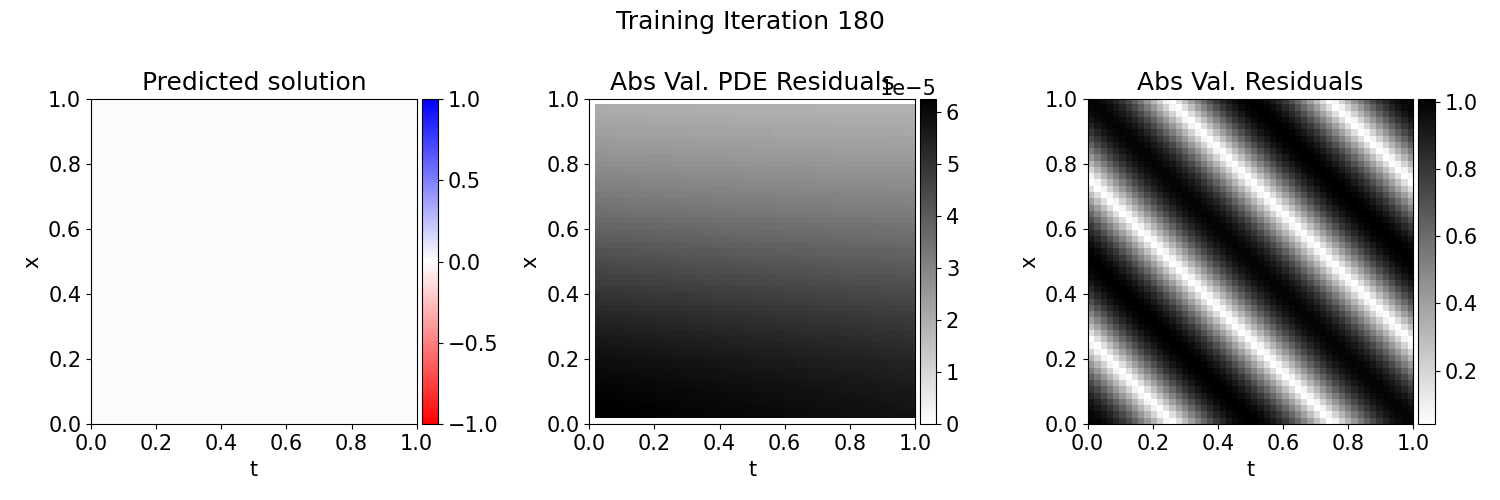 Training Iteration 180
Predicted solution
1.0
0.8
0.6
0.4
0.2
0.0
x
0.0 0.2 0.4 0.6 0.8 1.0
t
1.0
0.5
0.0
−0.5
−1.0
Abs Val. PDE Residuals
1e−5
1.0
0.8
0.6
0.4
0.2
0.0
x
0.0 0.2 0.4 0.6 0.8 1.0
t
6
5
4
3
2
1
0
Abs Val. Residuals
1.0
0.8
0.6
0.4
0.2
0.0
x
0.0 0.2 0.4 0.6 0.8 1.0
t
1.0
0.8
0.6
0.4
0.2